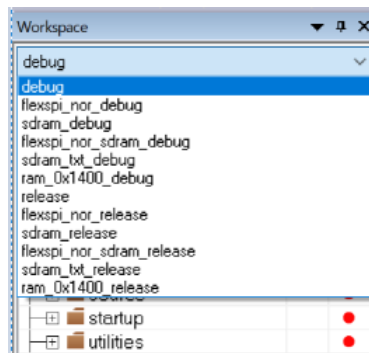 Workspace
debug
debug
flexspi_nor_debug
sdram_debug
flexspi_nor_sdram_debug
sdram_txt_debug
ram_0x1400_debug
release
flexspi_nor_release
sdram_release
flexspi_nor_sdram_release
sdram_txt_release
ram_0x1400_release
startup
utilities